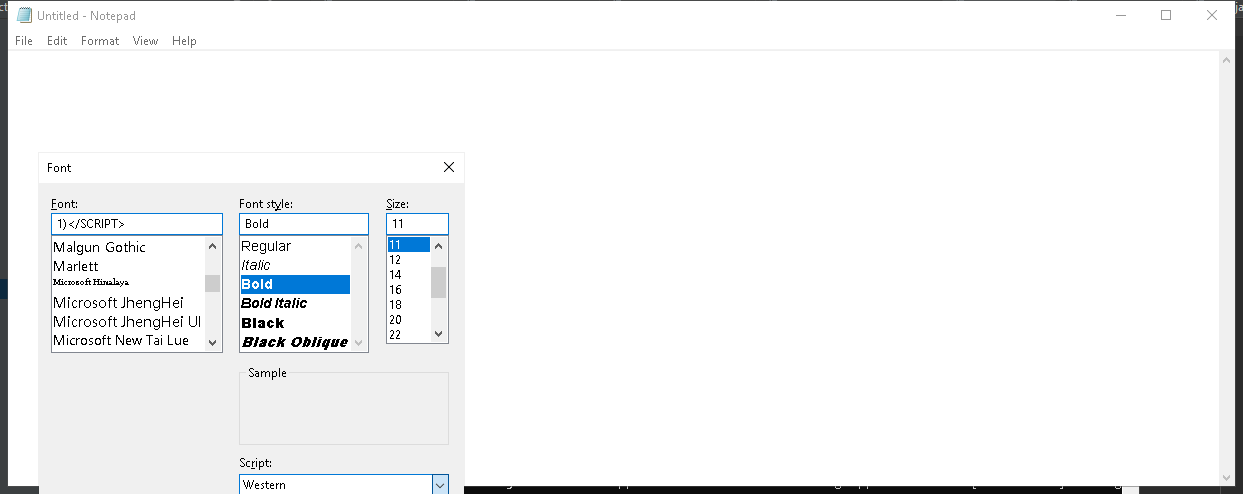 Untitled - Notepad
File Edit Format View Help
Font
Font: Font style: Size:
1)</SCRIPT> Bold 11
Malgun Gothic
Marlett
Microsoft Himalaya
Microsoft JhengHei
Microsoft JhengHei UI
Microsoft New Tai Lue
Regular
Italic
Bold
Bold Italic
Black
Black Oblique
11
12
14
16
18
20
22
Sample
Script:
Western